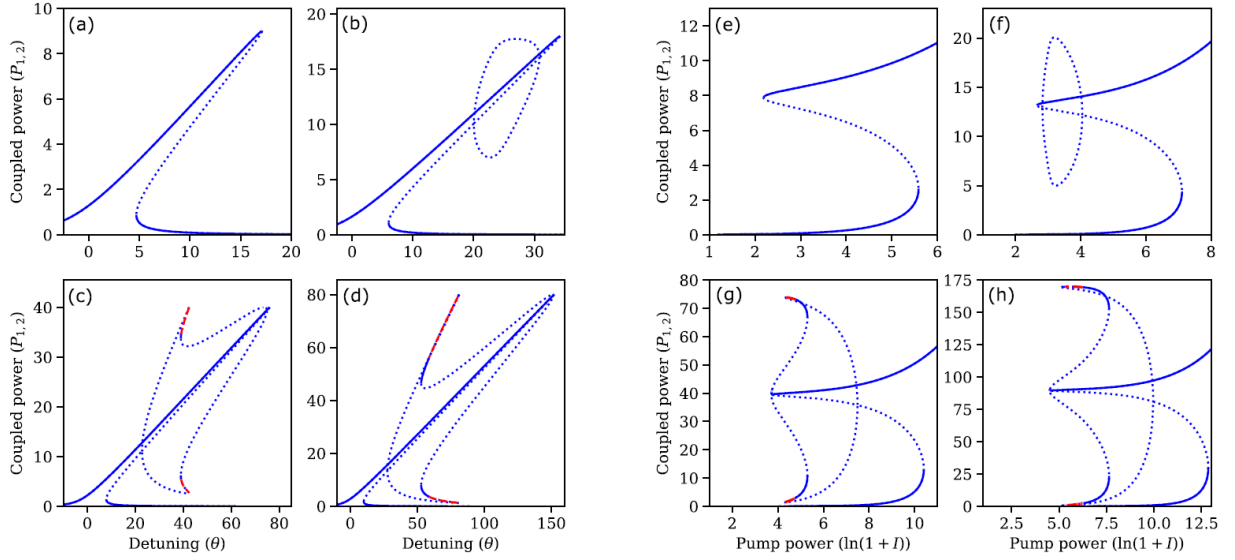 (a)
Coupled power (P1,2)
10
8
6
4
2
0
0 5 10 15 20
(b)
20
15
10
5
0
0 10 20 30
(e)
Coupled power (P1,2)
12
10
8
6
4
2
0
1 2 3 4 5 6
(f)
20
15
10
5
0
2 4 6 8
(c)
Coupled power (P1,2)
40
30
20
10
0
0 20 40 60 80
Detuning (θ)
(d)
80
60
40
20
0
0 50 100 150
Detuning (θ)
(g)
Coupled power (P1,2)
80
70
60
50
40
30
20
10
0
2 4 6 8 10
Pump power (ln(1 + I))
(h)
175
150
125
100
75
50
25
0
2.5 5.0 7.5 10.0 12.5
Pump power (ln(1 + I))